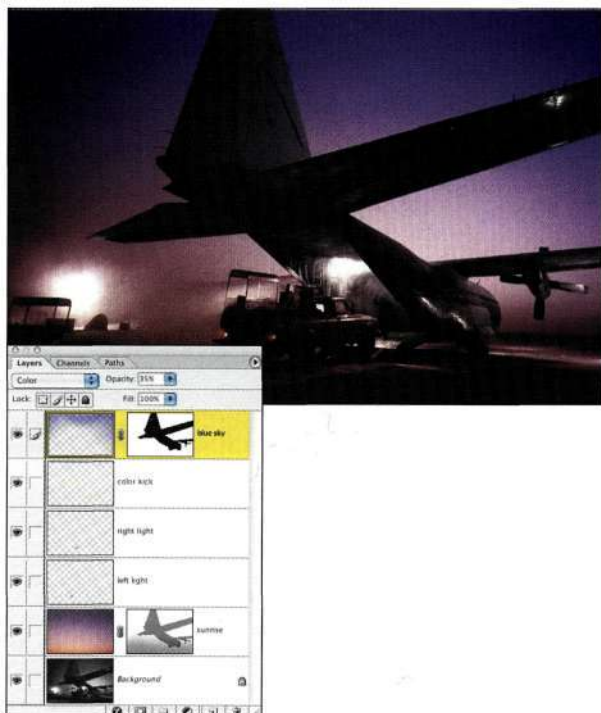 Layers Channels Paths
Color Opacity: 35%
Lock: Fill: 100%
blue sky
color kick
right light
left light
sunrise
Background